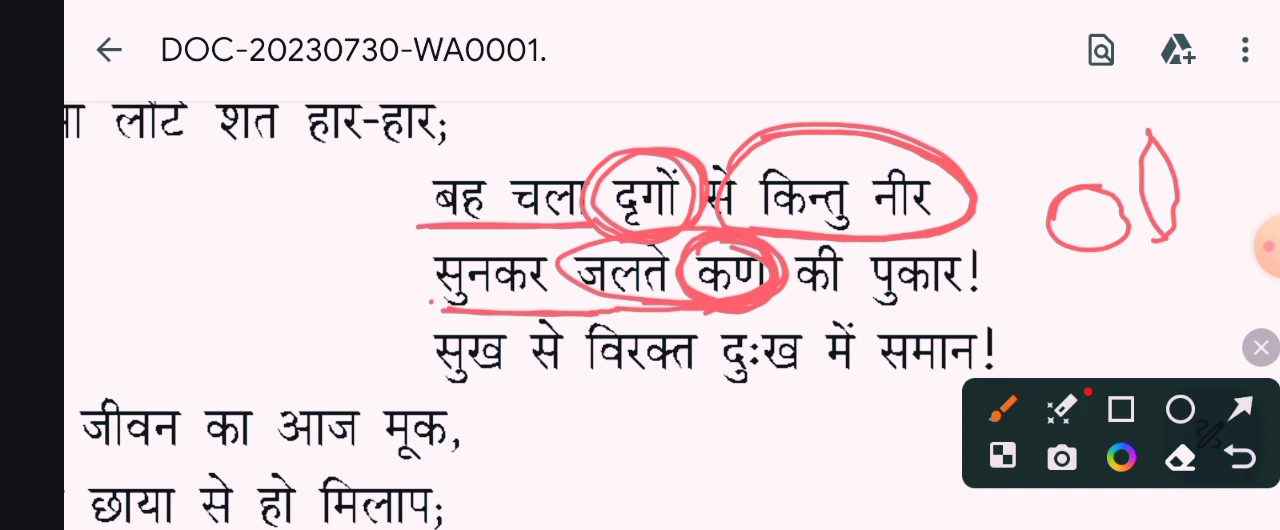 DOC-20230730-WA0001.
लौटे शत हार-हार;
बह चला दृगों से किन्तु नीर
सुनकर जलते कण की पुकार!
सुख से विरक्त दुःख में समान!
जीवन का आज मूक,
छाया से हो मिलाप;